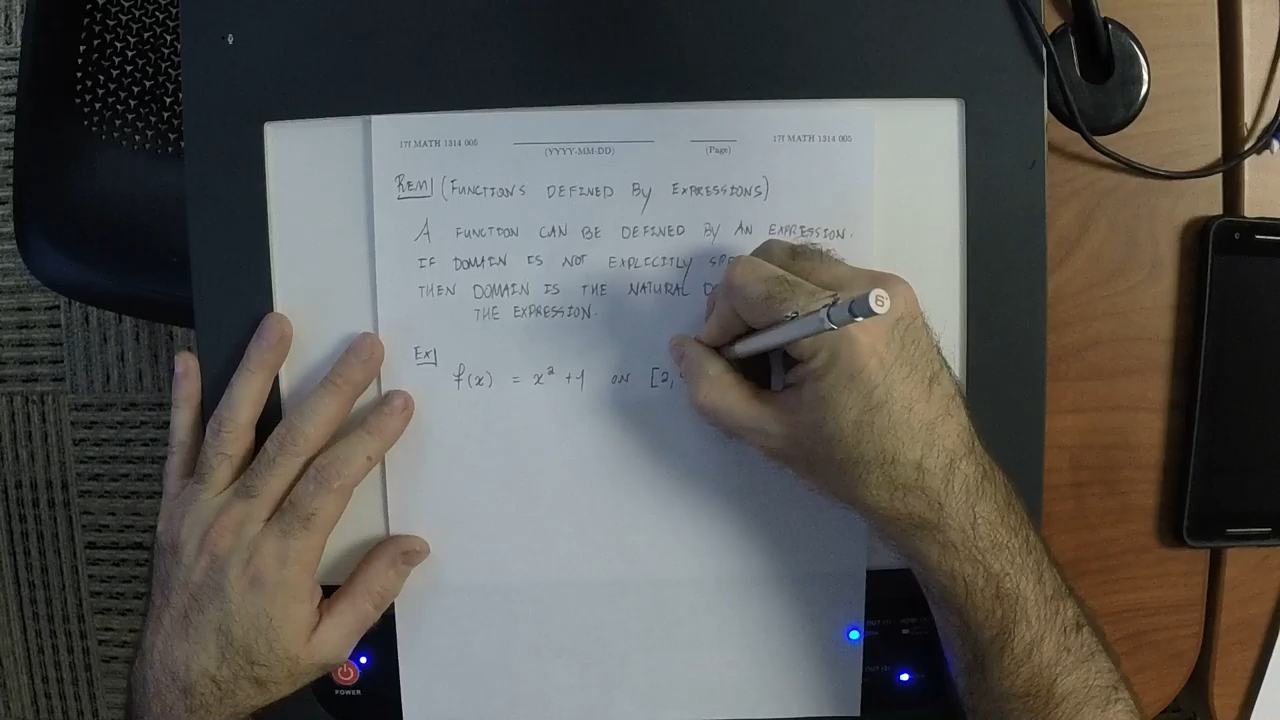 17f MATH 1314 005 (YYYY-MM-DD) (Page) 17f MATH 1314 005
REM (FUNCTIONS DEFINED BY EXPRESSIONS)
A FUNCTION CAN BE DEFINED BY AN EXPRESSION.
IF DOMAIN IS NOT EXPLICITLY
THEN DOMAIN IS THE NATURAL
THE EXPRESSION.
EX
f(x) = x² + 1 ON [2,
POWER